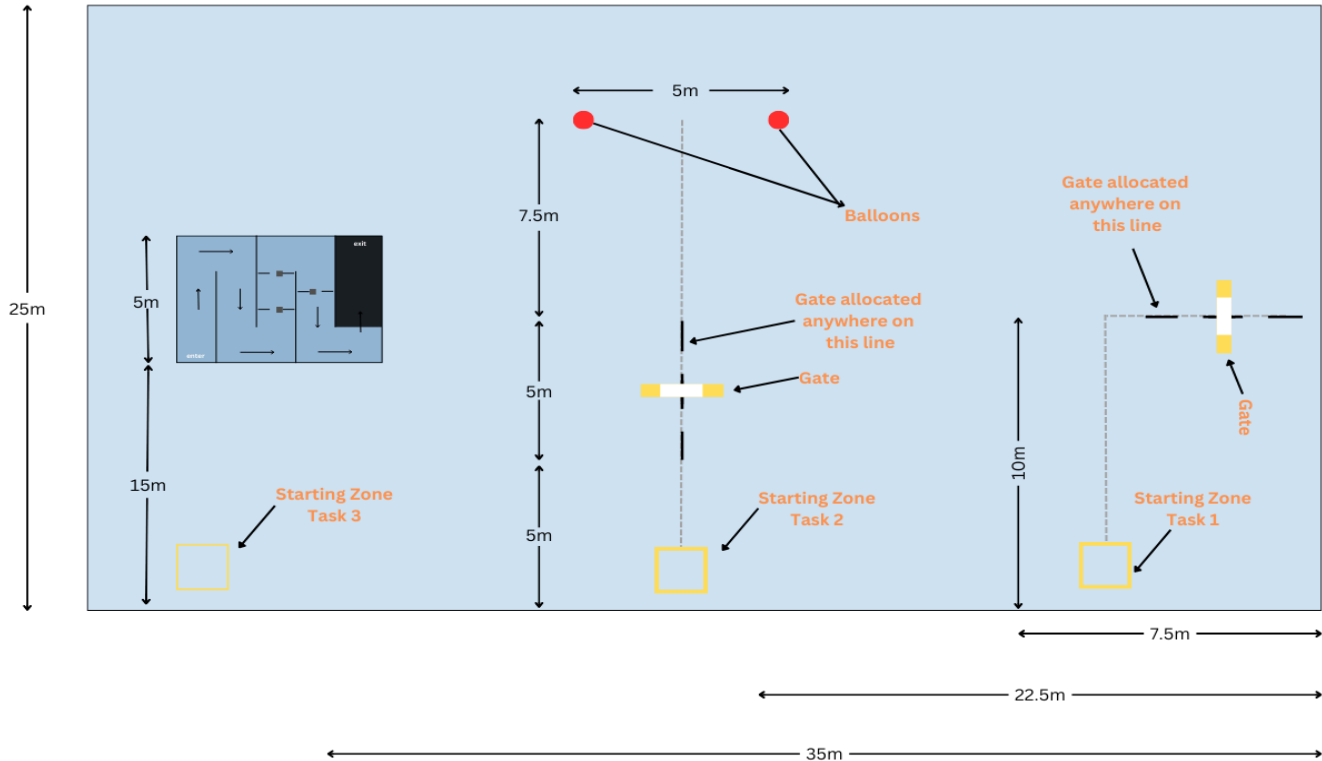 5m
Balloons
7.5m
Gate allocated
anywhere on
this line
exit
5m
enter
25m
Gate allocated
anywhere on
this line
Gate
5m
Gate
10m
15m
Starting Zone
Task 3
Starting Zone
Task 2
Starting Zone
Task 1
5m
7.5m
22.5m
35m